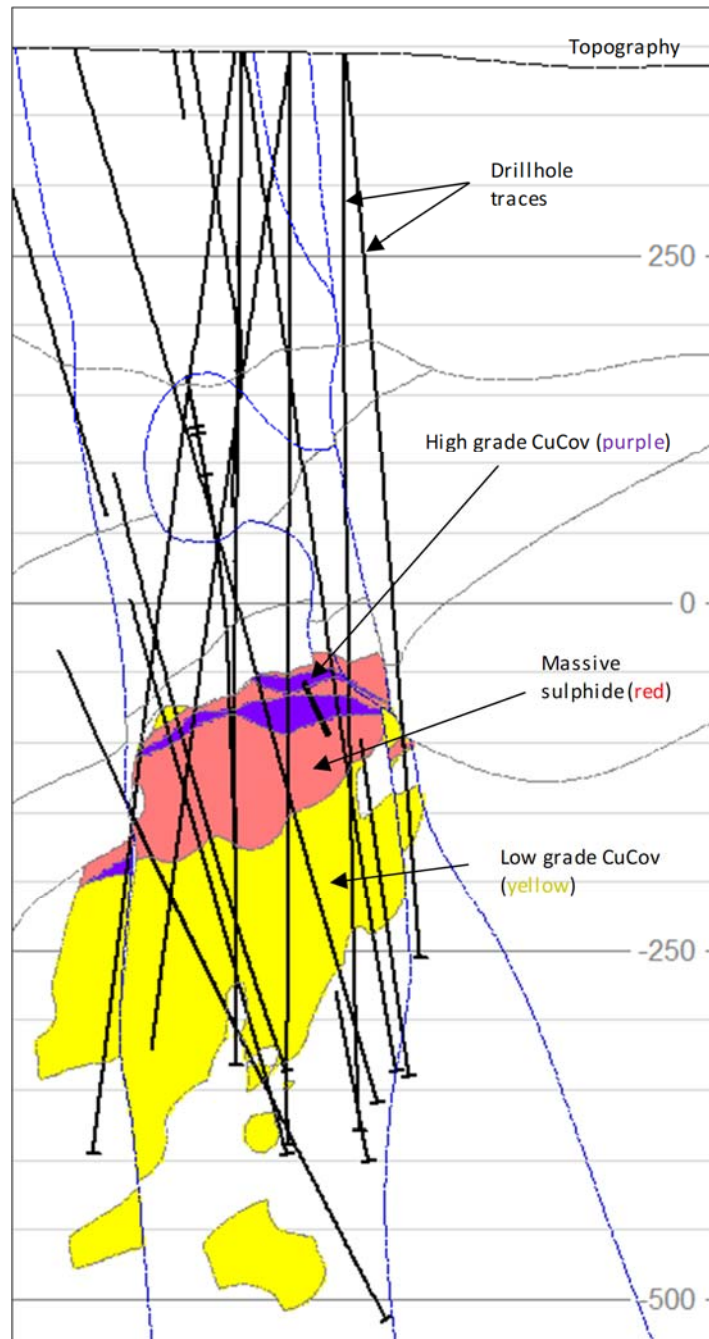 Topography
Drillhole
traces
250
High grade CuCov (purple)
0
Massive
sulphide (red)
Low grade CuCov
(yellow)
-250
-500